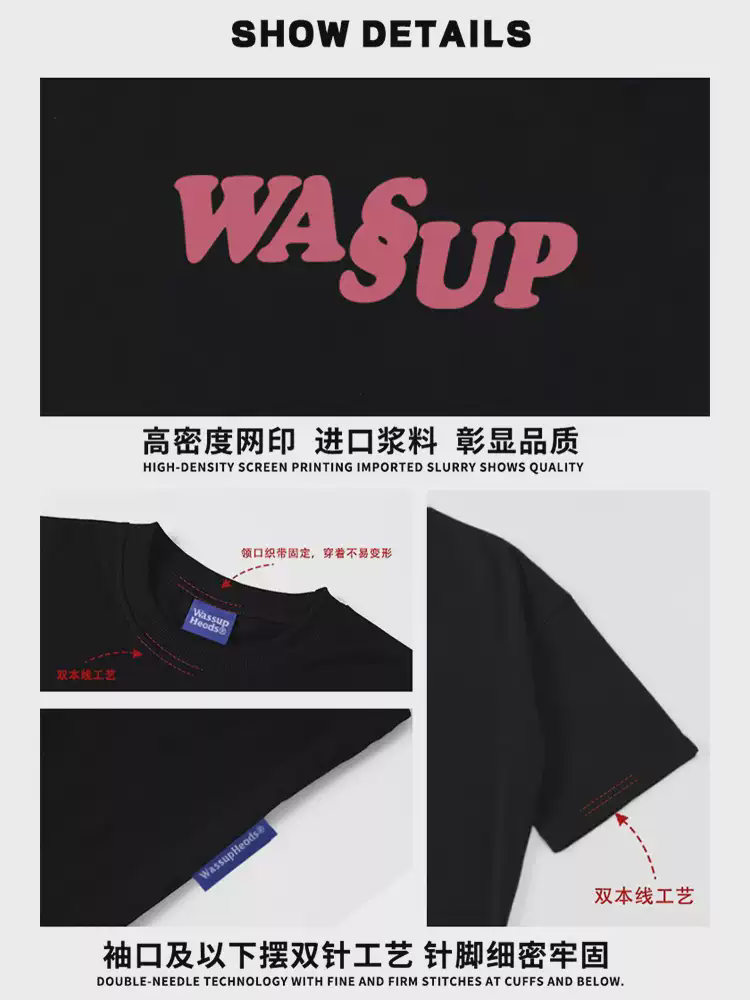 SHOW DETAILS
WASSUP
高密度网印 进口浆料 彰显品质
HIGH-DENSITY SCREEN PRINTING IMPORTED SLURRY SHOWS QUALITY
领口织带固定，穿着不易变形
Wassup
Heods®
双本线工艺
WassupHeods®
双本线工艺
袖口及以下摆双针工艺 针脚细密牢固
DOUBLE-NEEDLE TECHNOLOGY WITH FINE AND FIRM STITCHES AT CUFFS AND BELOW.